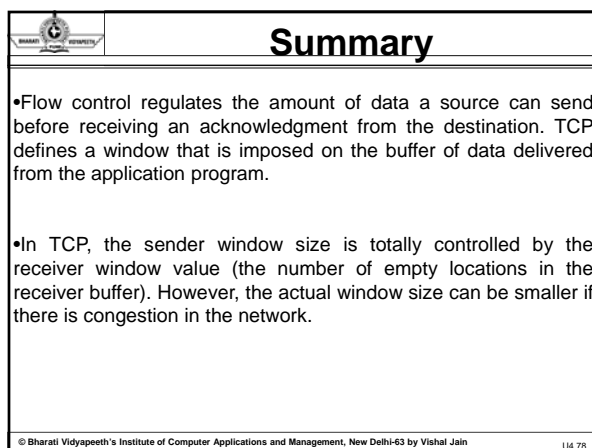 BHARATI VIDYAPEETH
Summary
•Flow control regulates the amount of data a source can send
before receiving an acknowledgment from the destination. TCP
defines a window that is imposed on the buffer of data delivered
from the application program.
•In TCP, the sender window size is totally controlled by the
receiver window value (the number of empty locations in the
receiver buffer). However, the actual window size can be smaller if
there is congestion in the network.
© Bharati Vidyapeeth's Institute of Computer Applications and Management, New Delhi-63 by Vishal Jain
U4.78